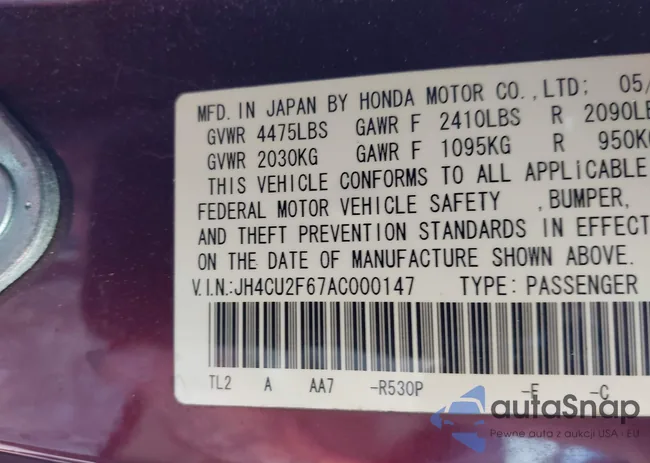 MFD. IN JAPAN BY HONDA MOTOR CO., LTD: 05/
GVWR 4475LBS GAWR F 2410LBS R 2090LB
GVWR 2030KG GAWR F 1095KG R 950KG
THIS VEHICLE CONFORMS TO ALL APPLICABLE
FEDERAL MOTOR VEHICLE SAFETY ,BUMPER,
AND THEFT PREVENTION STANDARDS IN EFFECT
ON THE DATE OF MANUFACTURE SHOWN ABOVE.
V.I.N.:JH4CU2F67AC000147 TYPE: PASSENGER
TL2 A AA7 -R530P -E -C
autaSnap
Pewne auta z aukcji USA - EU